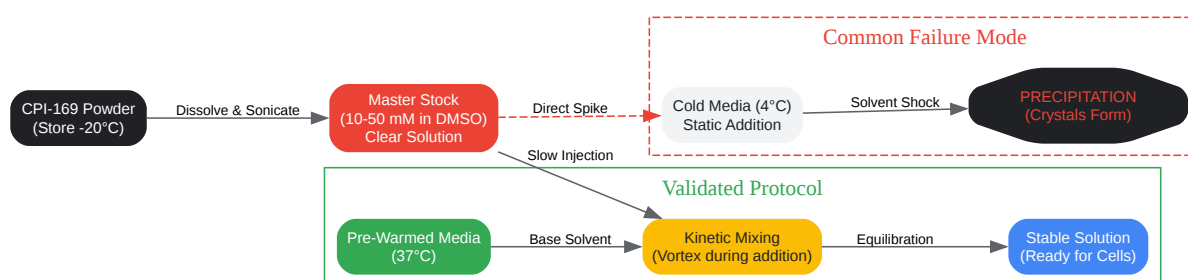 Common Failure Mode
CPI-169 Powder
(Store -20°C)
Dissolve & Sonicate
Master Stock
(10-50 mM in DMSO)
Clear Solution
Direct Spike
Cold Media (4°C)
Static Addition
Solvent Shock
PRECIPITATION
(Crystals Form)
Slow Injection
Validated Protocol
Pre-Warmed Media
(37°C)
Base Solvent
Kinetic Mixing
(Vortex during addition)
Equilibration
Stable Solution
(Ready for Cells)